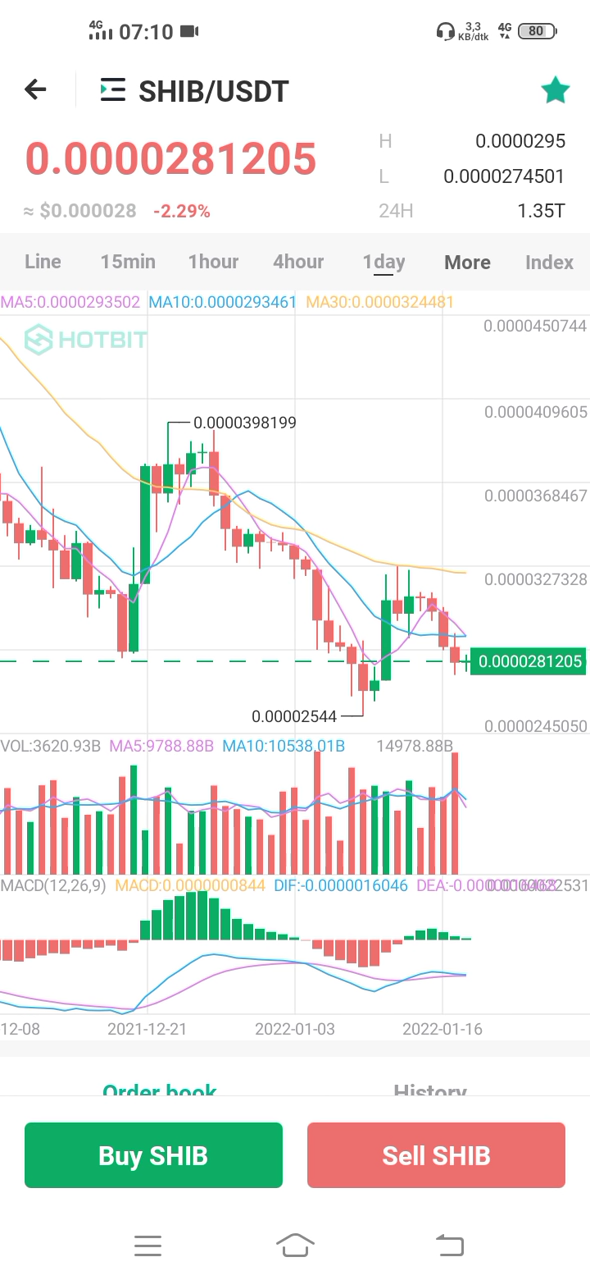 4G 07:10 3,3 KB/dtk 4G 80
SHIB/USDT
0.0000281205
H 0.0000295
L 0.0000274501
≈ $0.000028 -2.29% 24H 1.35T
Line 15min 1hour 4hour 1day More Index
MA5:0.0000293502 MA10:0.0000293461 MA30:0.0000324481
0.0000450744
HOTBIT
0.0000409605
0.0000398199
0.0000368467
0.0000327328
0.0000281205
0.00002544
0.0000245050
VOL:3620.93B MA5:9788.88B MA10:10538.01B 14978.88B
MACD(12,26,9) MACD:0.0000000844 DIF:-0.0000016046 DEA:-0.00
12-08 2021-12-21 2022-01-03 2022-01-16
Order book History
Buy SHIB Sell SHIB